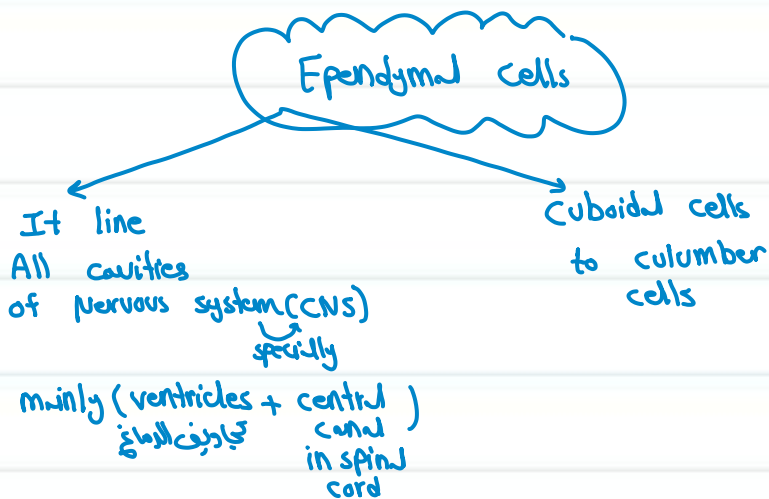 Ependymal cells
It line
All cavities
of Nervous system (CNS)
specially
mainly (ventricles + central
تجاويف الدماغ
canal)
in spinal
cord
Cuboidal cells
to culumber
cells